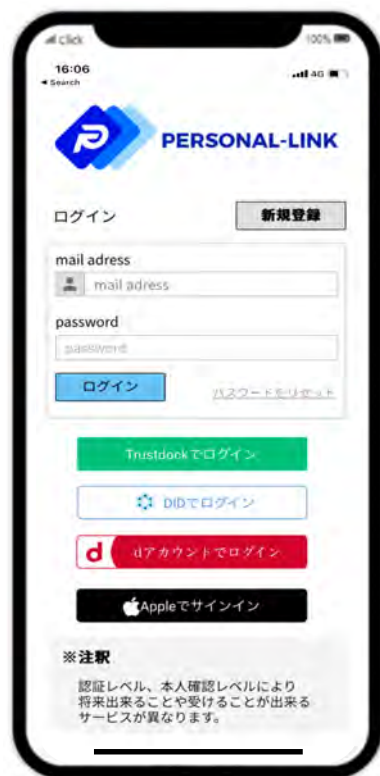 Click
100%
16:06
Search
4G
PERSONAL-LINK
ログイン
新規登録
mail adress
mail adress
password
password
ログイン
パスワードをリセット
Trustdockでログイン
DIDでログイン
d dアカウントでログイン
Appleでサインイン
※注釈
認証レベル、本人確認レベルにより
将来出来ることや受けることが出来る
サービスが異なります。